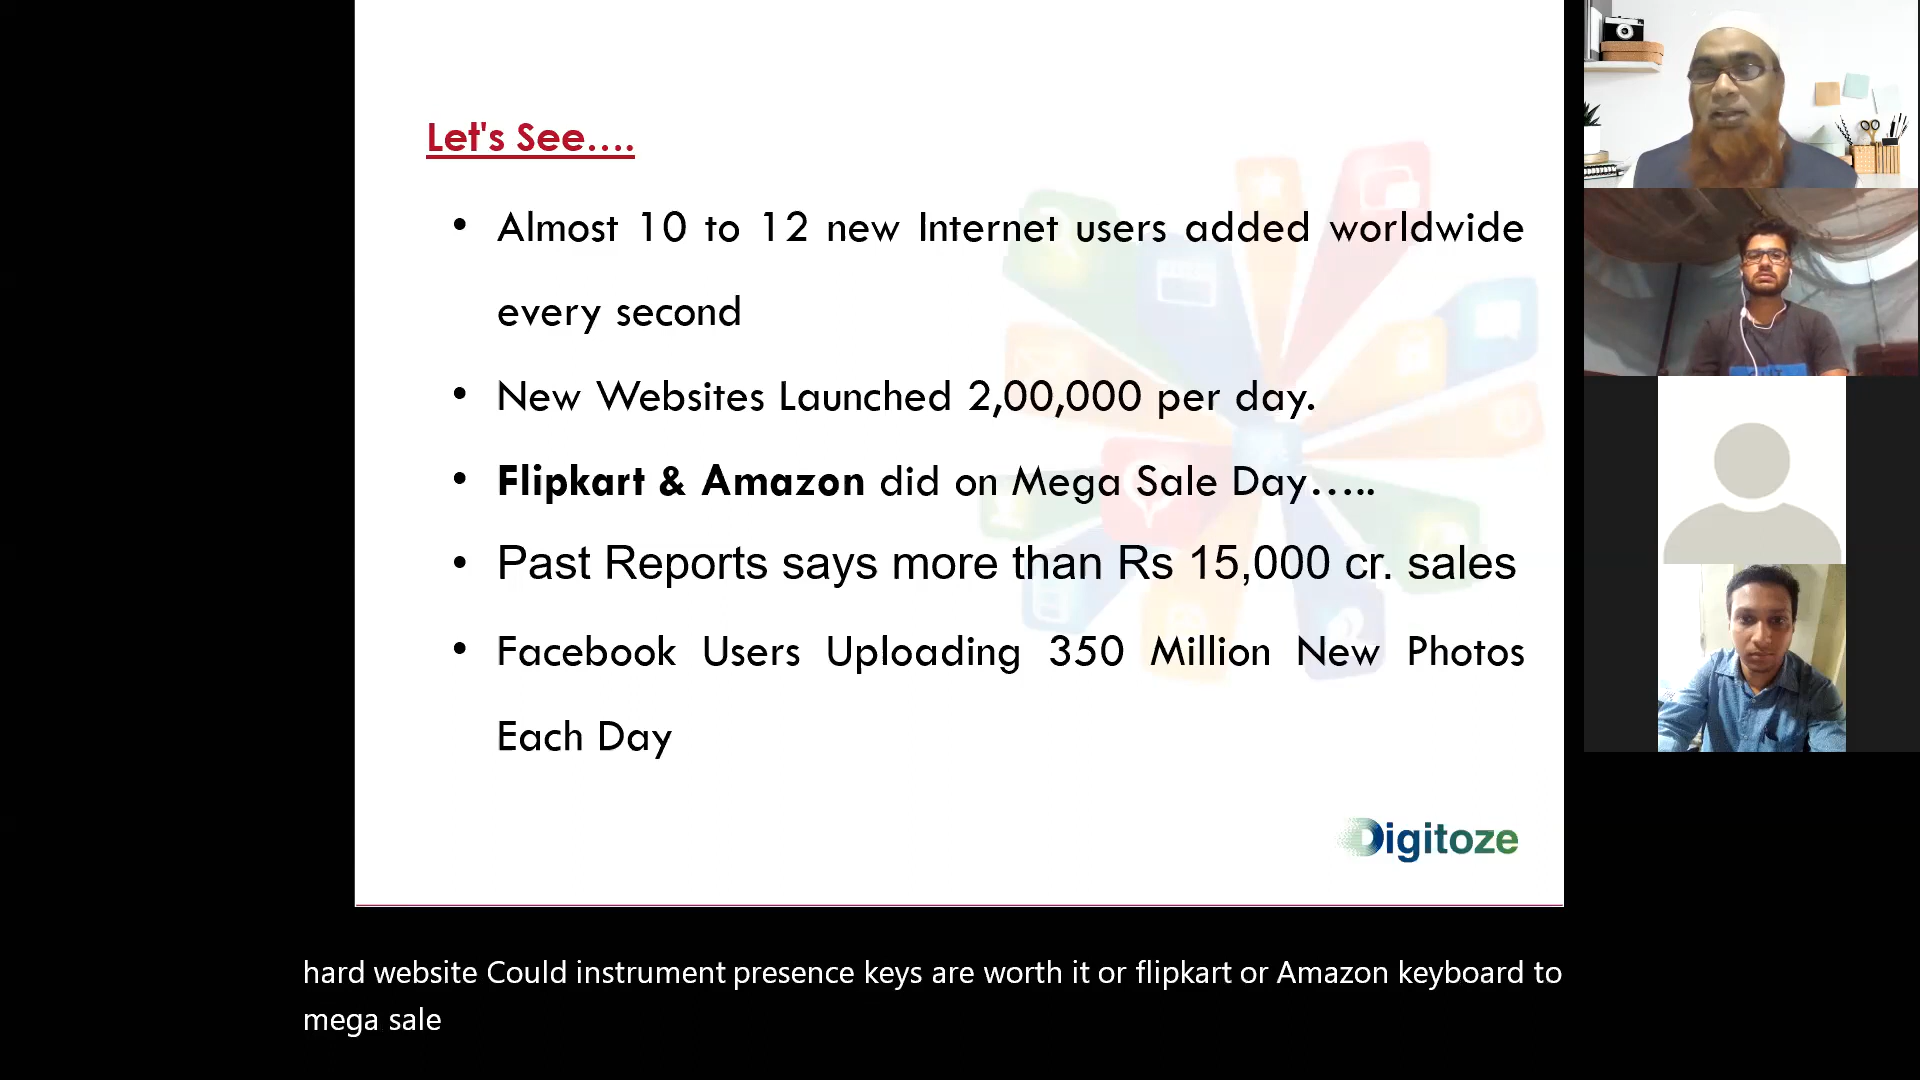 Let's See....
• Almost 10 to 12 new Internet users added worldwide
every second
• New Websites Launched 2,00,000 per day.
• Flipkart & Amazon did on Mega Sale Day.....
• Past Reports says more than Rs 15,000 cr. sales
• Facebook Users Uploading 350 Million New Photos
Each Day
Digitoze
hard website Could instrument presence keys are worth it or flipkart or Amazon keyboard to
mega sale